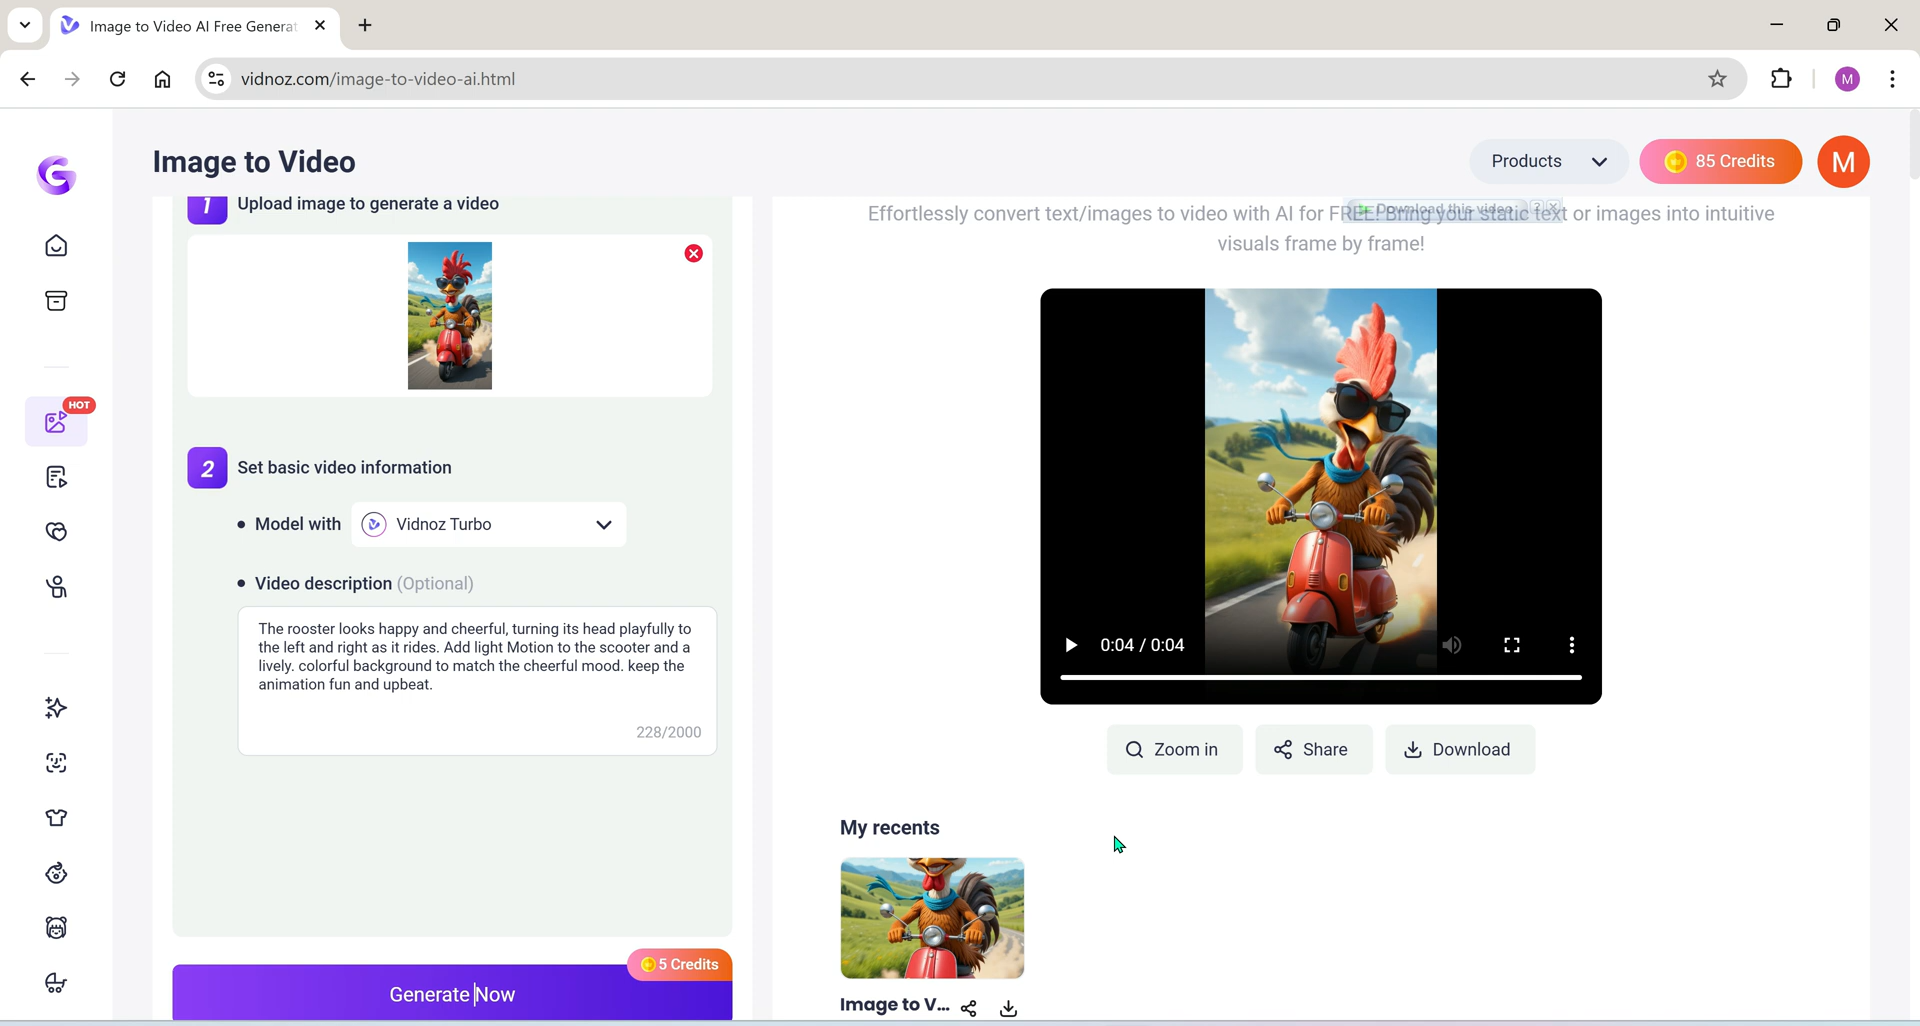 Image to Video AI Free Generat
vidnoz.com/image-to-video-ai.html
M
Image to Video
Products
85 Credits
M
1
Upload image to generate a video
HOT
2
Set basic video information
Model with
Vidnoz Turbo
Video description (Optional)
The rooster looks happy and cheerful, turning its head playfully to
the left and right as it rides. Add light Motion to the scooter and a
lively. colorful background to match the cheerful mood. keep the
animation fun and upbeat.
228/2000
5 Credits
Generate Now
Download this video
?
Effortlessly convert text/images to video with AI for FREE! Bring your static text or images into intuitive
visuals frame by frame!
0:04 / 0:04
Zoom in
Share
Download
My recents
Image to V...